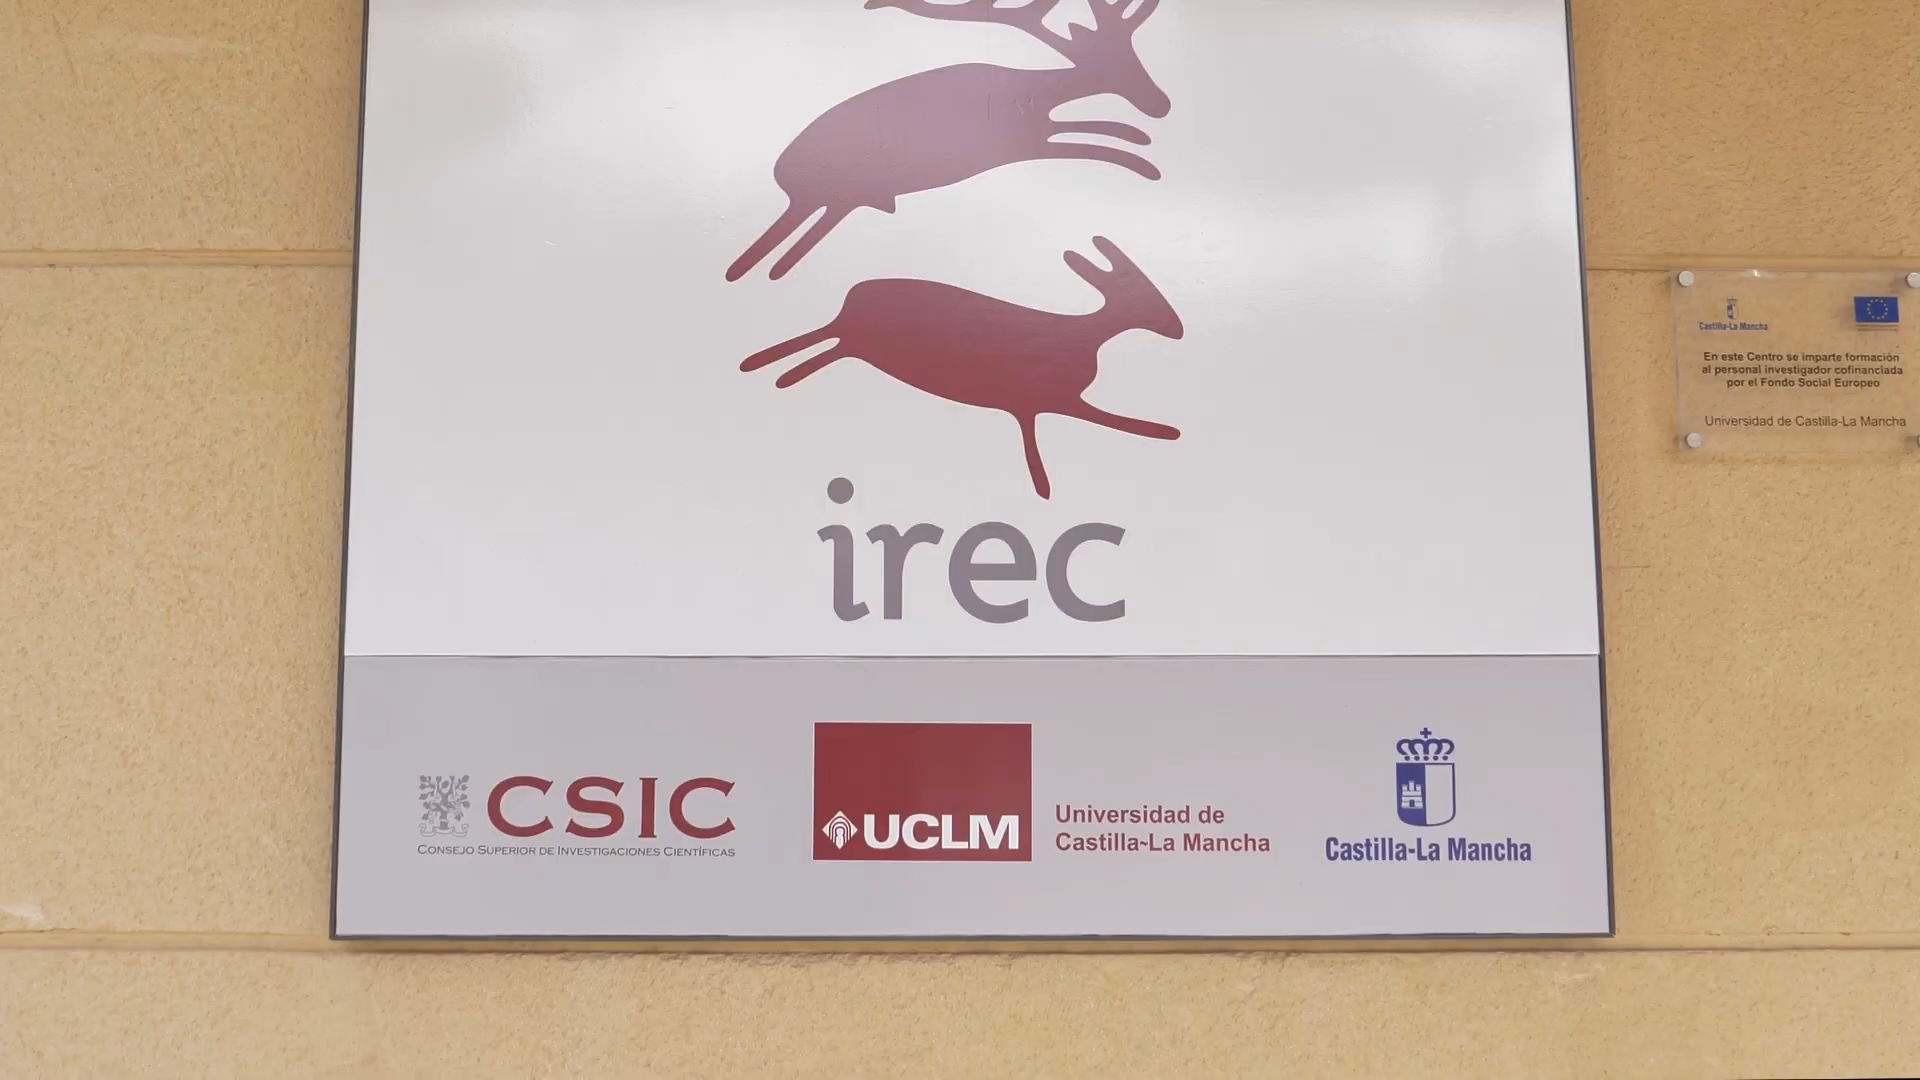 irec
CSIC
CONSEJO SUPERIOR DE INVESTIGACIONES CIENTÍFICAS
UCLM
Universidad de
Castilla~La Mancha
Castilla-La Mancha
Castilla-La Mancha
En este Centro se imparte formación
al personal investigador cofinanciada
por el Fondo Social Europeo
Universidad de Castilla-La Mancha